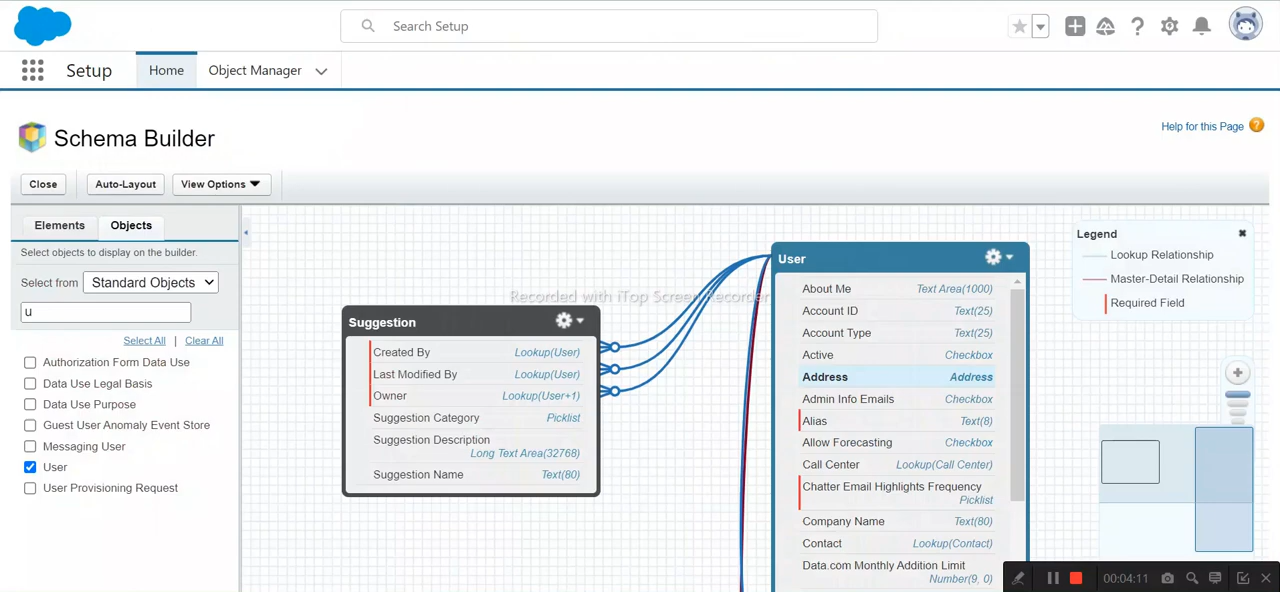 Search Setup
Setup
Home
Object Manager
Schema Builder
Help for this Page
Close
Auto-Layout
View Options
Elements
Objects
Select objects to display on the builder.
Select from
Standard Objects
u
Select All | Clear All
Authorization Form Data Use
Data Use Legal Basis
Data Use Purpose
Guest User Anomaly Event Store
Messaging User
User
User Provisioning Request
Recorded with iTop Screen Recorder
Suggestion
Created By Lookup(User)
Last Modified By Lookup(User)
Owner Lookup(User+1)
Suggestion Category Picklist
Suggestion Description
Long Text Area(32768)
Suggestion Name Text(80)
User
About Me Text Area(1000)
Account ID Text(25)
Account Type Text(25)
Active Checkbox
Address Address
Admin Info Emails Checkbox
Alias Text(8)
Allow Forecasting Checkbox
Call Center Lookup(Call Center)
Chatter Email Highlights Frequency
Picklist
Company Name Text(80)
Contact Lookup(Contact)
Data.com Monthly Addition Limit
Number(9, 0)
Legend
Lookup Relationship
Master-Detail Relationship
Required Field
00:04:11